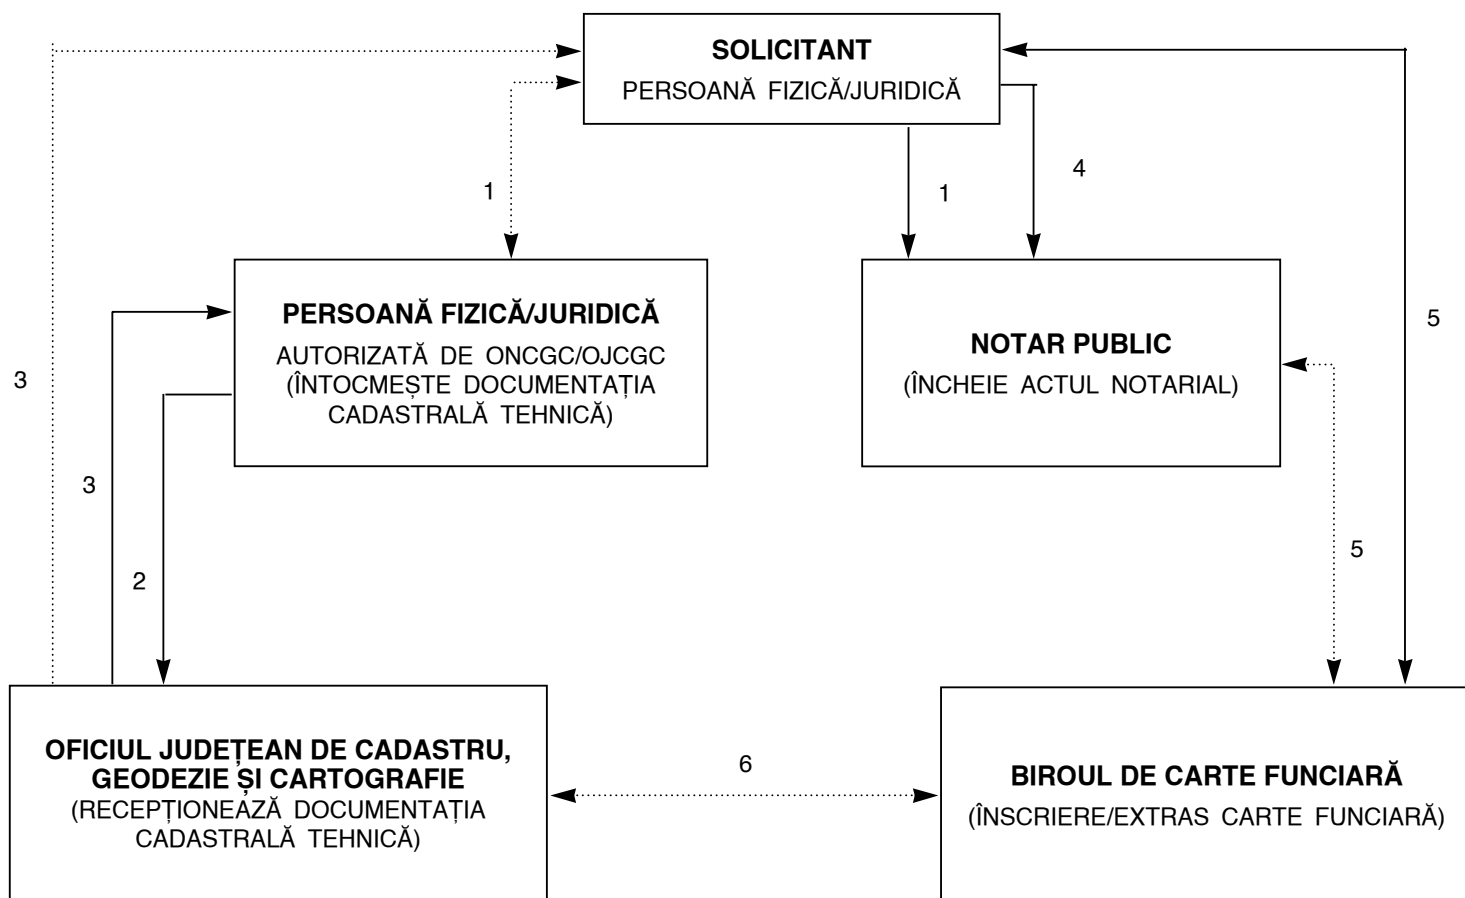 SOLICITANT
PERSOANĂ FIZICĂ/JURIDICĂ
1
1
4
PERSOANĂ FIZICĂ/JURIDICĂ
AUTORIZATĂ DE ONCGC/OJCGC
(ÎNTOCMEȘTE DOCUMENTAȚIA
CADASTRALĂ TEHNICĂ)
NOTAR PUBLIC
(ÎNCHEIE ACTUL NOTARIAL)
5
3
3
2
5
OFICIUL JUDEȚEAN DE CADASTRU,
GEODEZIE ȘI CARTOGRAFIE
(RECEPȚIONEAZĂ DOCUMENTAȚIA
CADASTRALĂ TEHNICĂ)
6
BIROUL DE CARTE FUNCIARĂ
(ÎNSCRIERE/EXTRAS CARTE FUNCIARĂ)